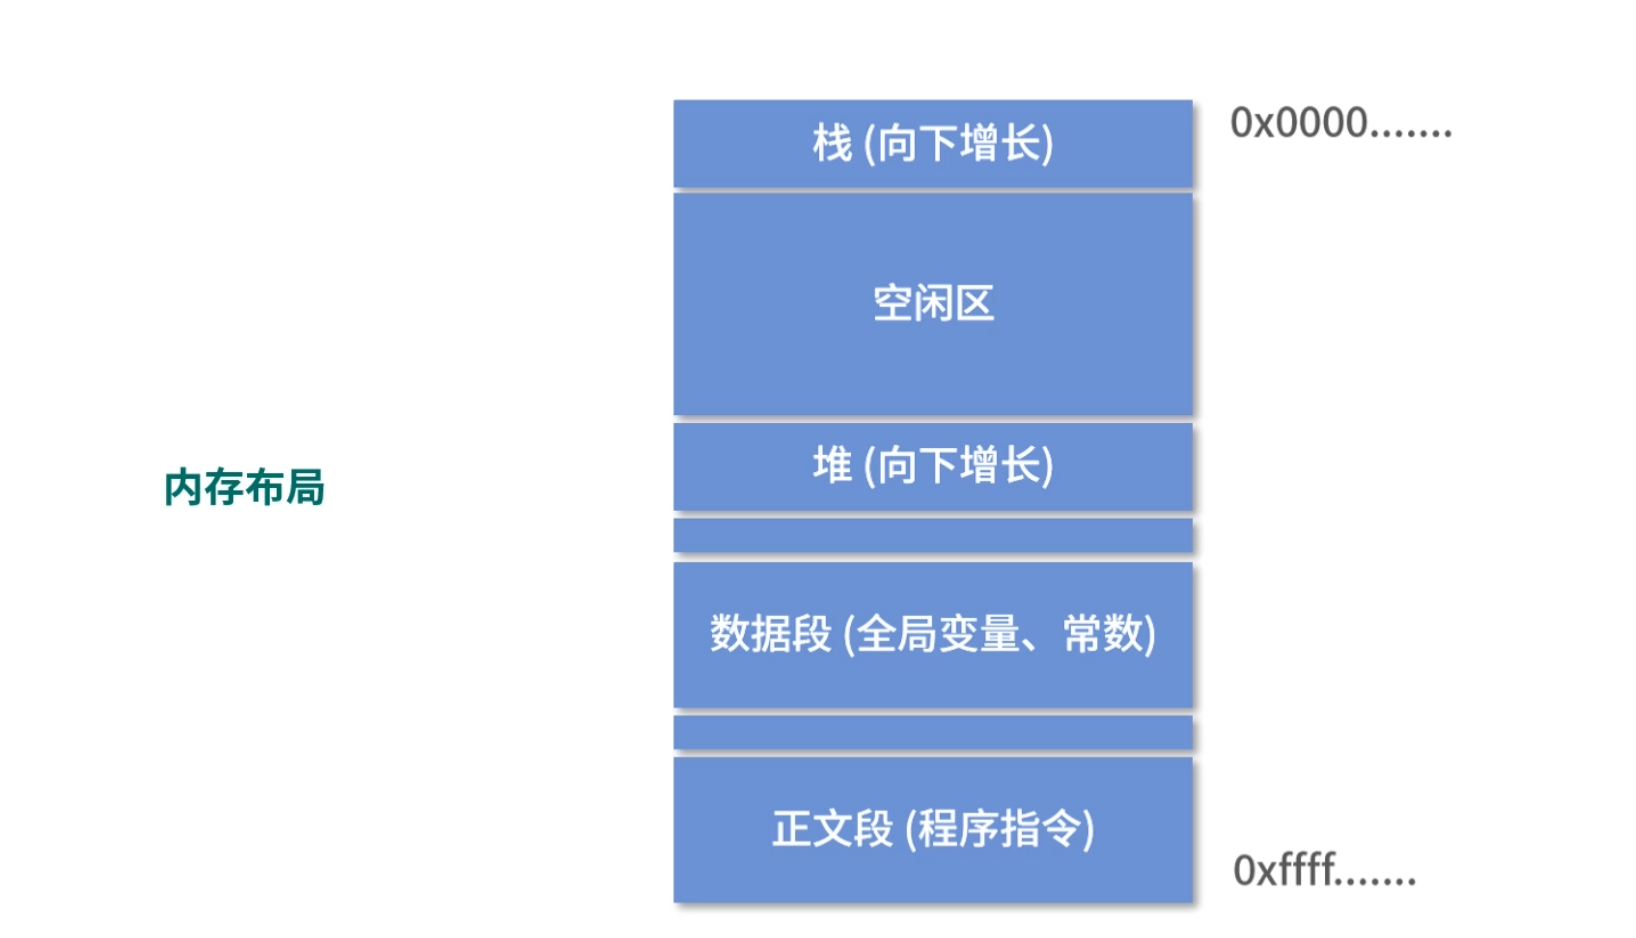 栈 (向下增长)
0x0000.......
空闲区
堆 (向下增长)
内存布局
数据段 (全局变量、常数)
正文段 (程序指令)
0xffff.......